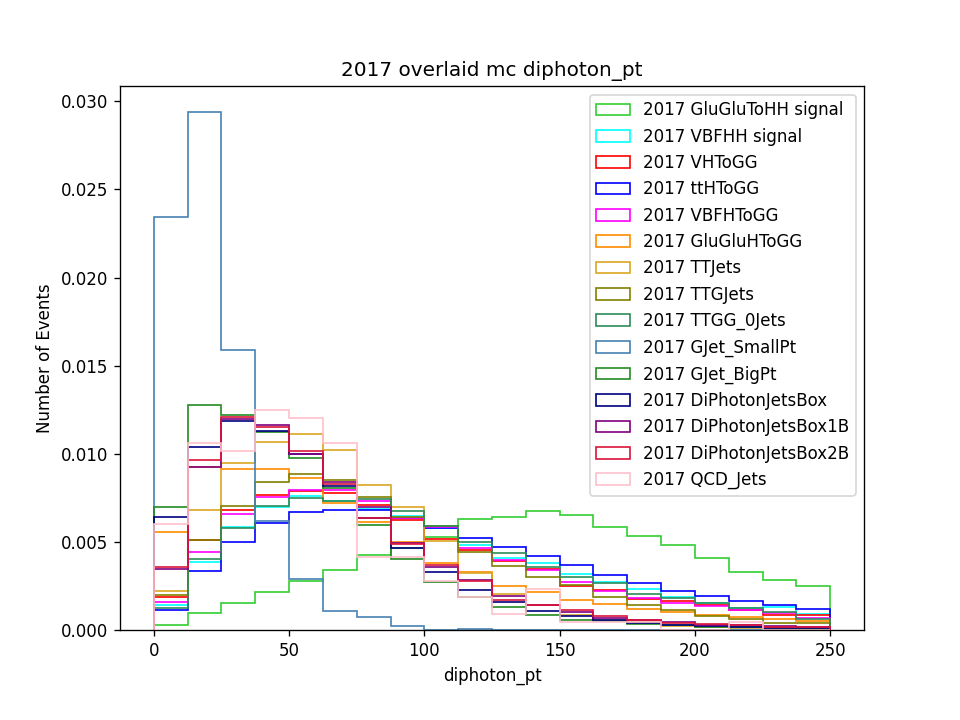 2017 overlaid mc diphoton_pt
0.030
0.025
0.020
0.015
0.010
0.005
0.000
Number of Events
2017 GluGluToHH signal
2017 VBFHH signal
2017 VHToGG
2017 ttHToGG
2017 VBFHToGG
2017 GluGluHToGG
2017 TTJets
2017 TTGJets
2017 TTGG_0Jets
2017 GJet_SmallPt
2017 GJet_BigPt
2017 DiPhotonJetsBox
2017 DiPhotonJetsBox1B
2017 DiPhotonJetsBox2B
2017 QCD_Jets
0 50 100 150 200 250
diphoton_pt